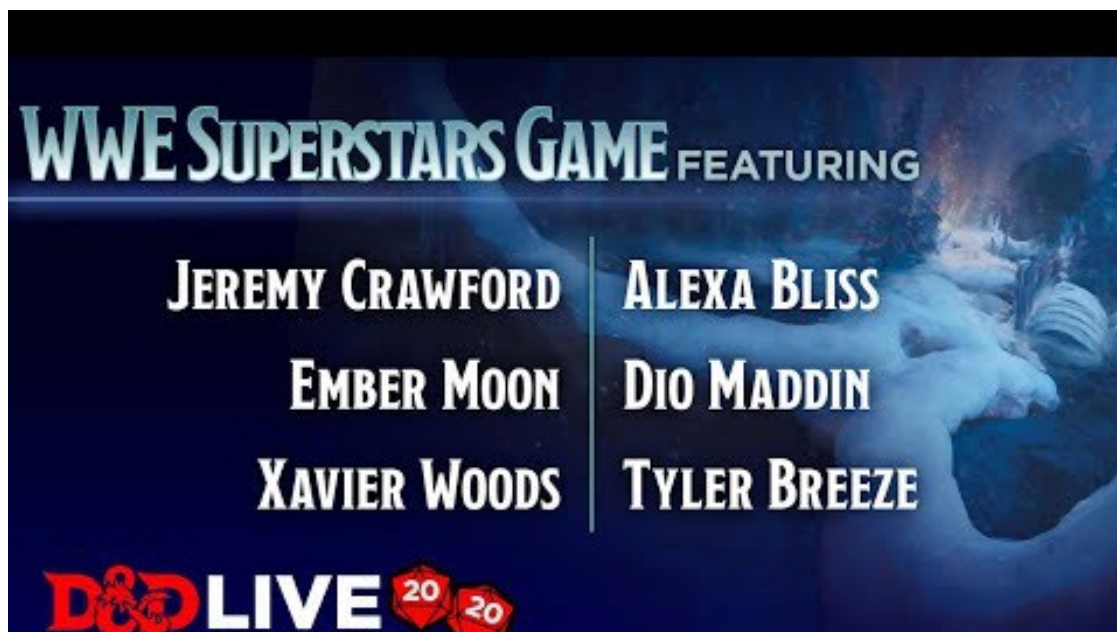 WWE SUPERSTARS GAME FEATURING
JEREMY CRAWFORD
ALEXA BLISS
EMBER MOON
DIO MADDIN
XAVIER WOODS
TYLER BREEZE
D&D LIVE 20 20